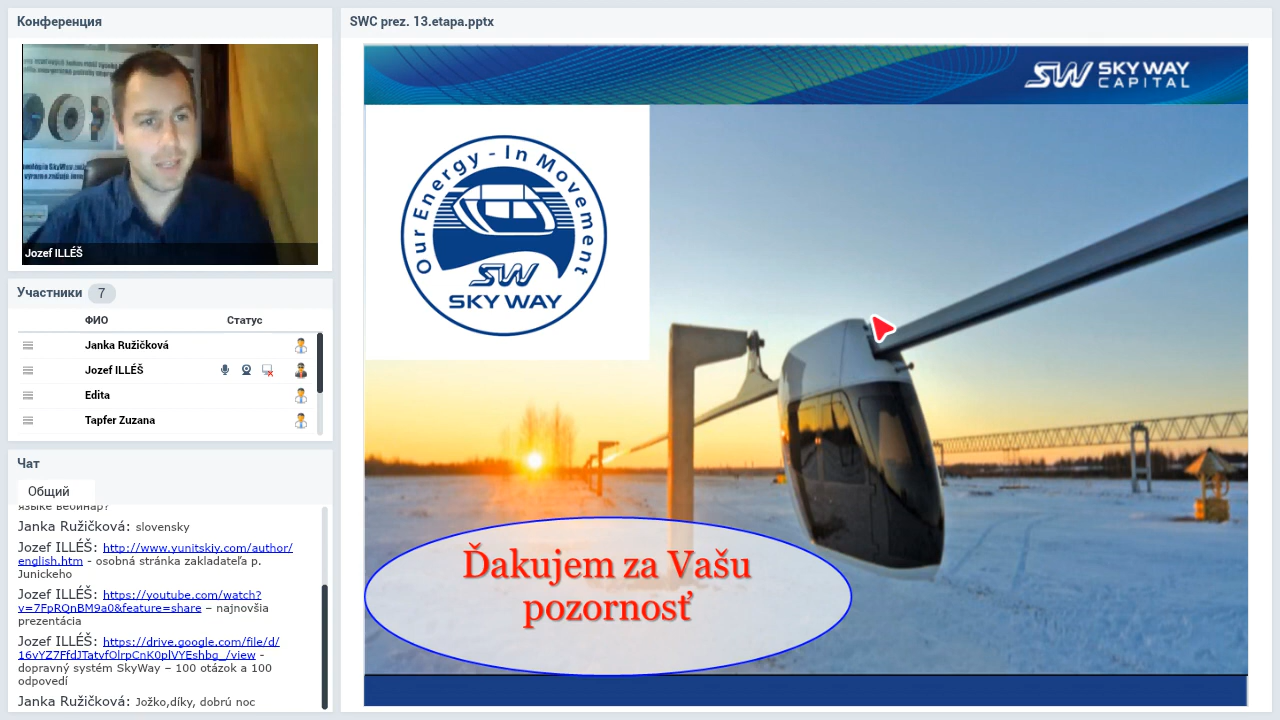 Конференция
Jozef ILLÉŠ
Участники 7
ФИО Статус
Janka Ružičková
Jozef ILLÉŠ
Edita
Tapfer Zuzana
Чат
Общий
языке вебинар?
Janka Ružičková: slovensky
Jozef ILLÉŠ: http://www.yunitskiy.com/author/
english.htm - osobná stránka zakladateľa p.
Junickeho
Jozef ILLÉŠ: https://youtube.com/watch?
v=7FpRQnBM9a0&feature=share – najnovšia
prezentácia
Jozef ILLÉŠ: https://drive.google.com/file/d/
16vYZ7FfdJTatyfOlrpCnK0plVYEshbg_/view -
dopravný systém SkyWay – 100 otázok a 100
odpovedí
Janka Ružičková: Jožko,díky, dobrú noc
SWC prez. 13.etapa.pptx
SW SKY WAY
CAPITAL
Our Energy - In Movement
SW
SKY WAY
Ďakujem za Vašu
pozornosť